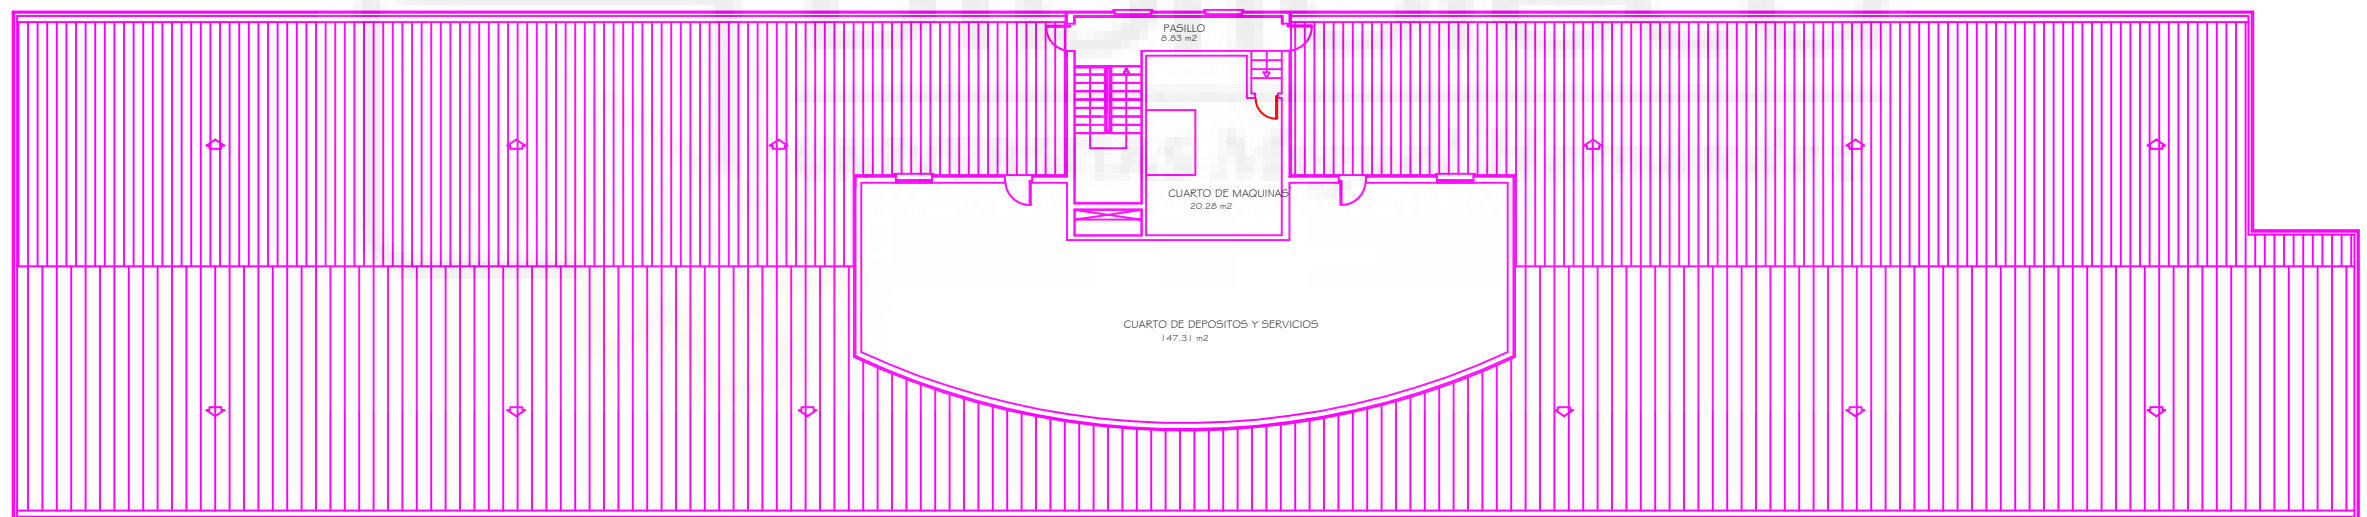 PASILLO
8.83 m2
CUARTO DE MAQUINAS
20.28 m2
CUARTO DE DEPOSITOS Y SERVICIOS
147.31 m2